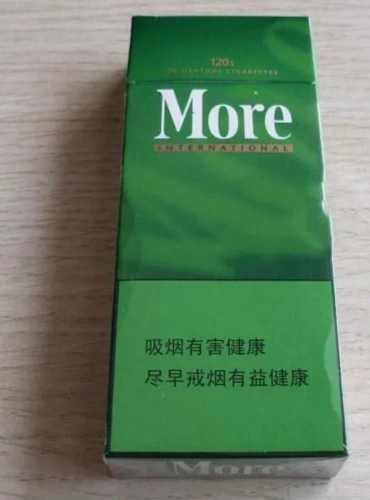 120s
20 MENTHOL CIGARETTES
More
INTERNATIONAL
吸烟有害健康
尽早戒烟有益健康